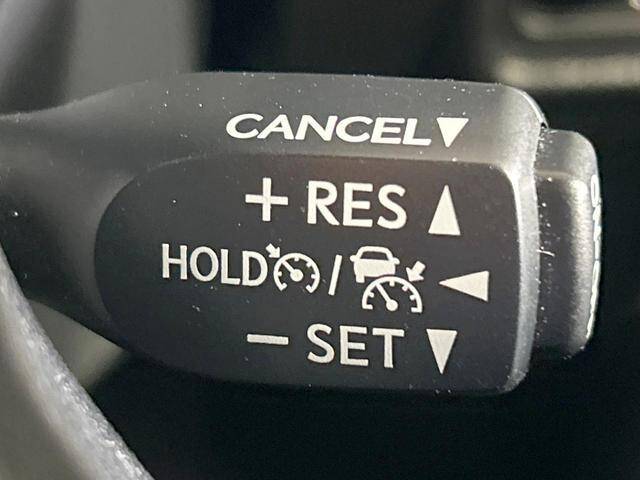 CANCEL▼
+ RES ▲
HOLD / ◀
− SET ▼